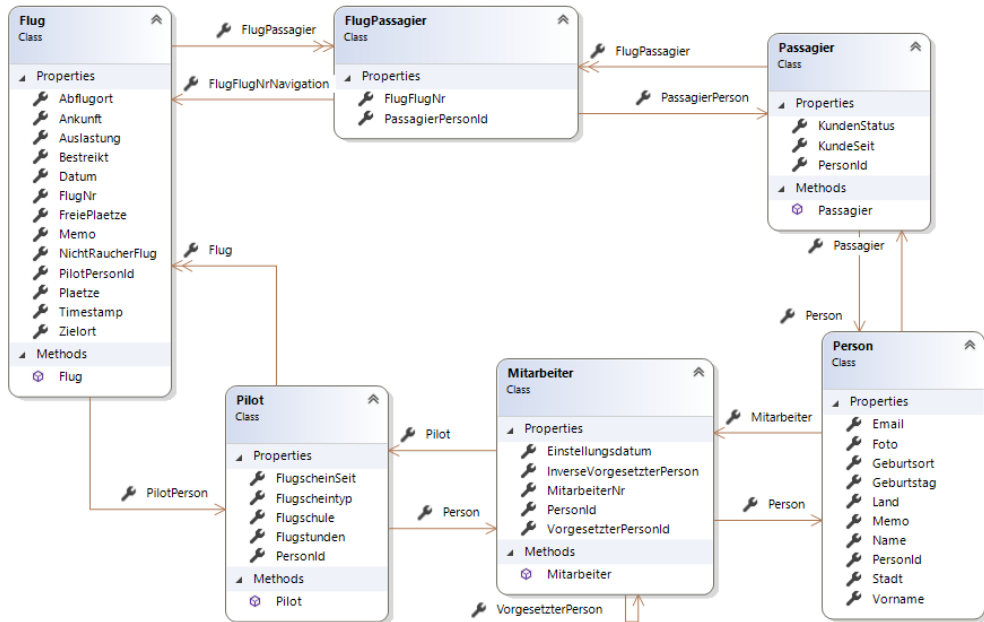 Flug
Class
Properties
Abflugort
Ankunft
Auslastung
Bestreikt
Datum
FlugNr
FreiePlaetze
Memo
NichtRaucherFlug
PilotPersonId
Plaetze
Timestamp
Zielort
Methods
Flug
FlugPassagier
FlugFlugNrNavigation
FlugPassagier
Class
Properties
FlugFlugNr
PassagierPersonId
FlugPassagier
PassagierPerson
Passagier
Class
Properties
KundenStatus
KundeSeit
PersonId
Methods
Passagier
Passagier
Person
Flug
PilotPerson
Pilot
Class
Properties
FlugscheinSeit
Flugscheintyp
Flugschule
Flugstunden
PersonId
Methods
Pilot
Pilot
Person
Mitarbeiter
Class
Properties
Einstellungsdatum
InverseVorgesetzterPerson
MitarbeiterNr
PersonId
VorgesetzterPersonId
Methods
Mitarbeiter
VorgesetzterPerson
Mitarbeiter
Person
Person
Class
Properties
Email
Foto
Geburtsort
Geburtstag
Land
Memo
Name
PersonId
Stadt
Vorname